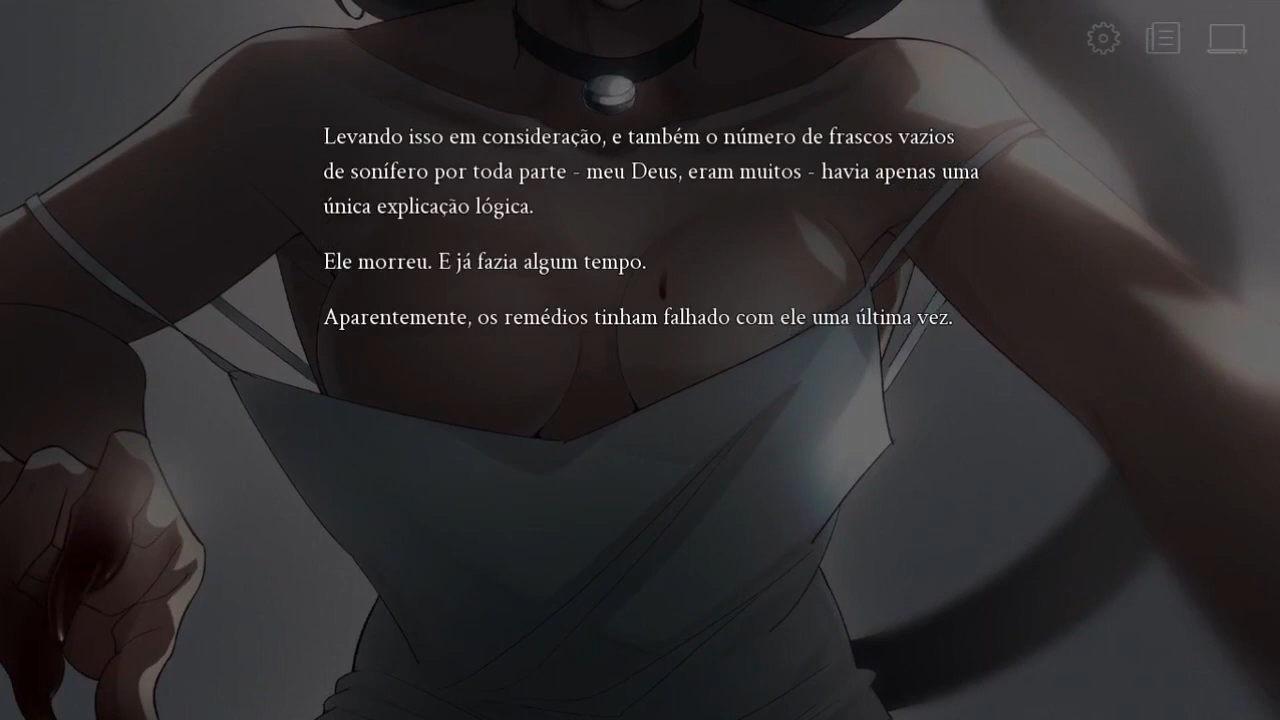 Levando isso em consideração, e também o número de frascos vazios
de sonífero por toda parte - meu Deus, eram muitos - havia apenas uma
única explicação lógica.
Ele morreu. E já fazia algum tempo.
Aparentemente, os remédios tinham falhado com ele uma última vez.